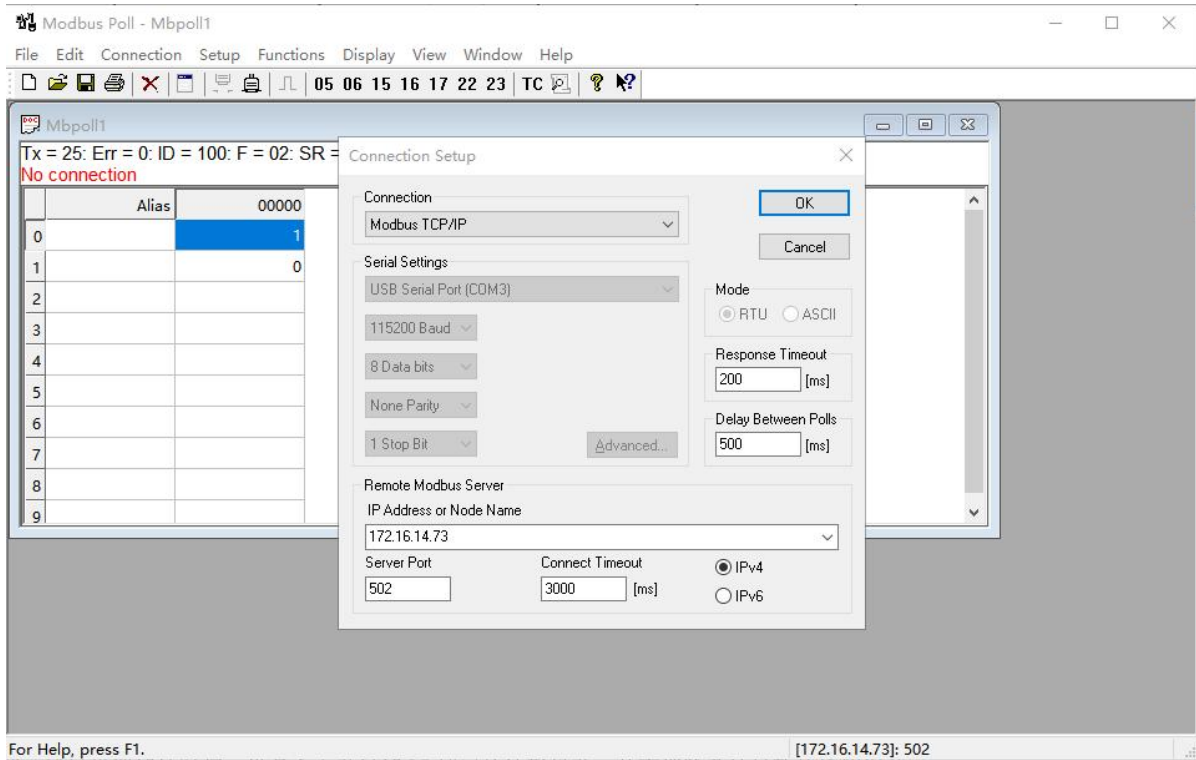 Modbus Poll - Mbpoll1
File Edit Connection Setup Functions Display View Window Help
05 06 15 16 17 22 23 TC
Mbpoll1
Tx = 25: Err = 0: ID = 100: F = 02: SR =
No connection
Alias 00000
0 1
1 0
2
3
4
5
6
7
8
9
Connection Setup
Connection
Modbus TCP/IP
OK
Cancel
Serial Settings
USB Serial Port (COM3)
115200 Baud
8 Data bits
None Parity
1 Stop Bit
Advanced...
Mode
RTU ASCII
Response Timeout
200 [ms]
Delay Between Polls
500 [ms]
Remote Modbus Server
IP Address or Node Name
172.16.14.73
Server Port Connect Timeout
502 3000 [ms]
IPv4
IPv6
For Help, press F1. [172.16.14.73]: 502